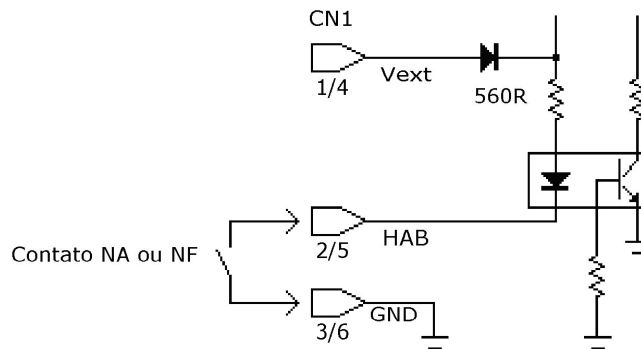 CN1
1/4
Vext
560R
Contato NA ou NF
2/5
HAB
3/6
GND